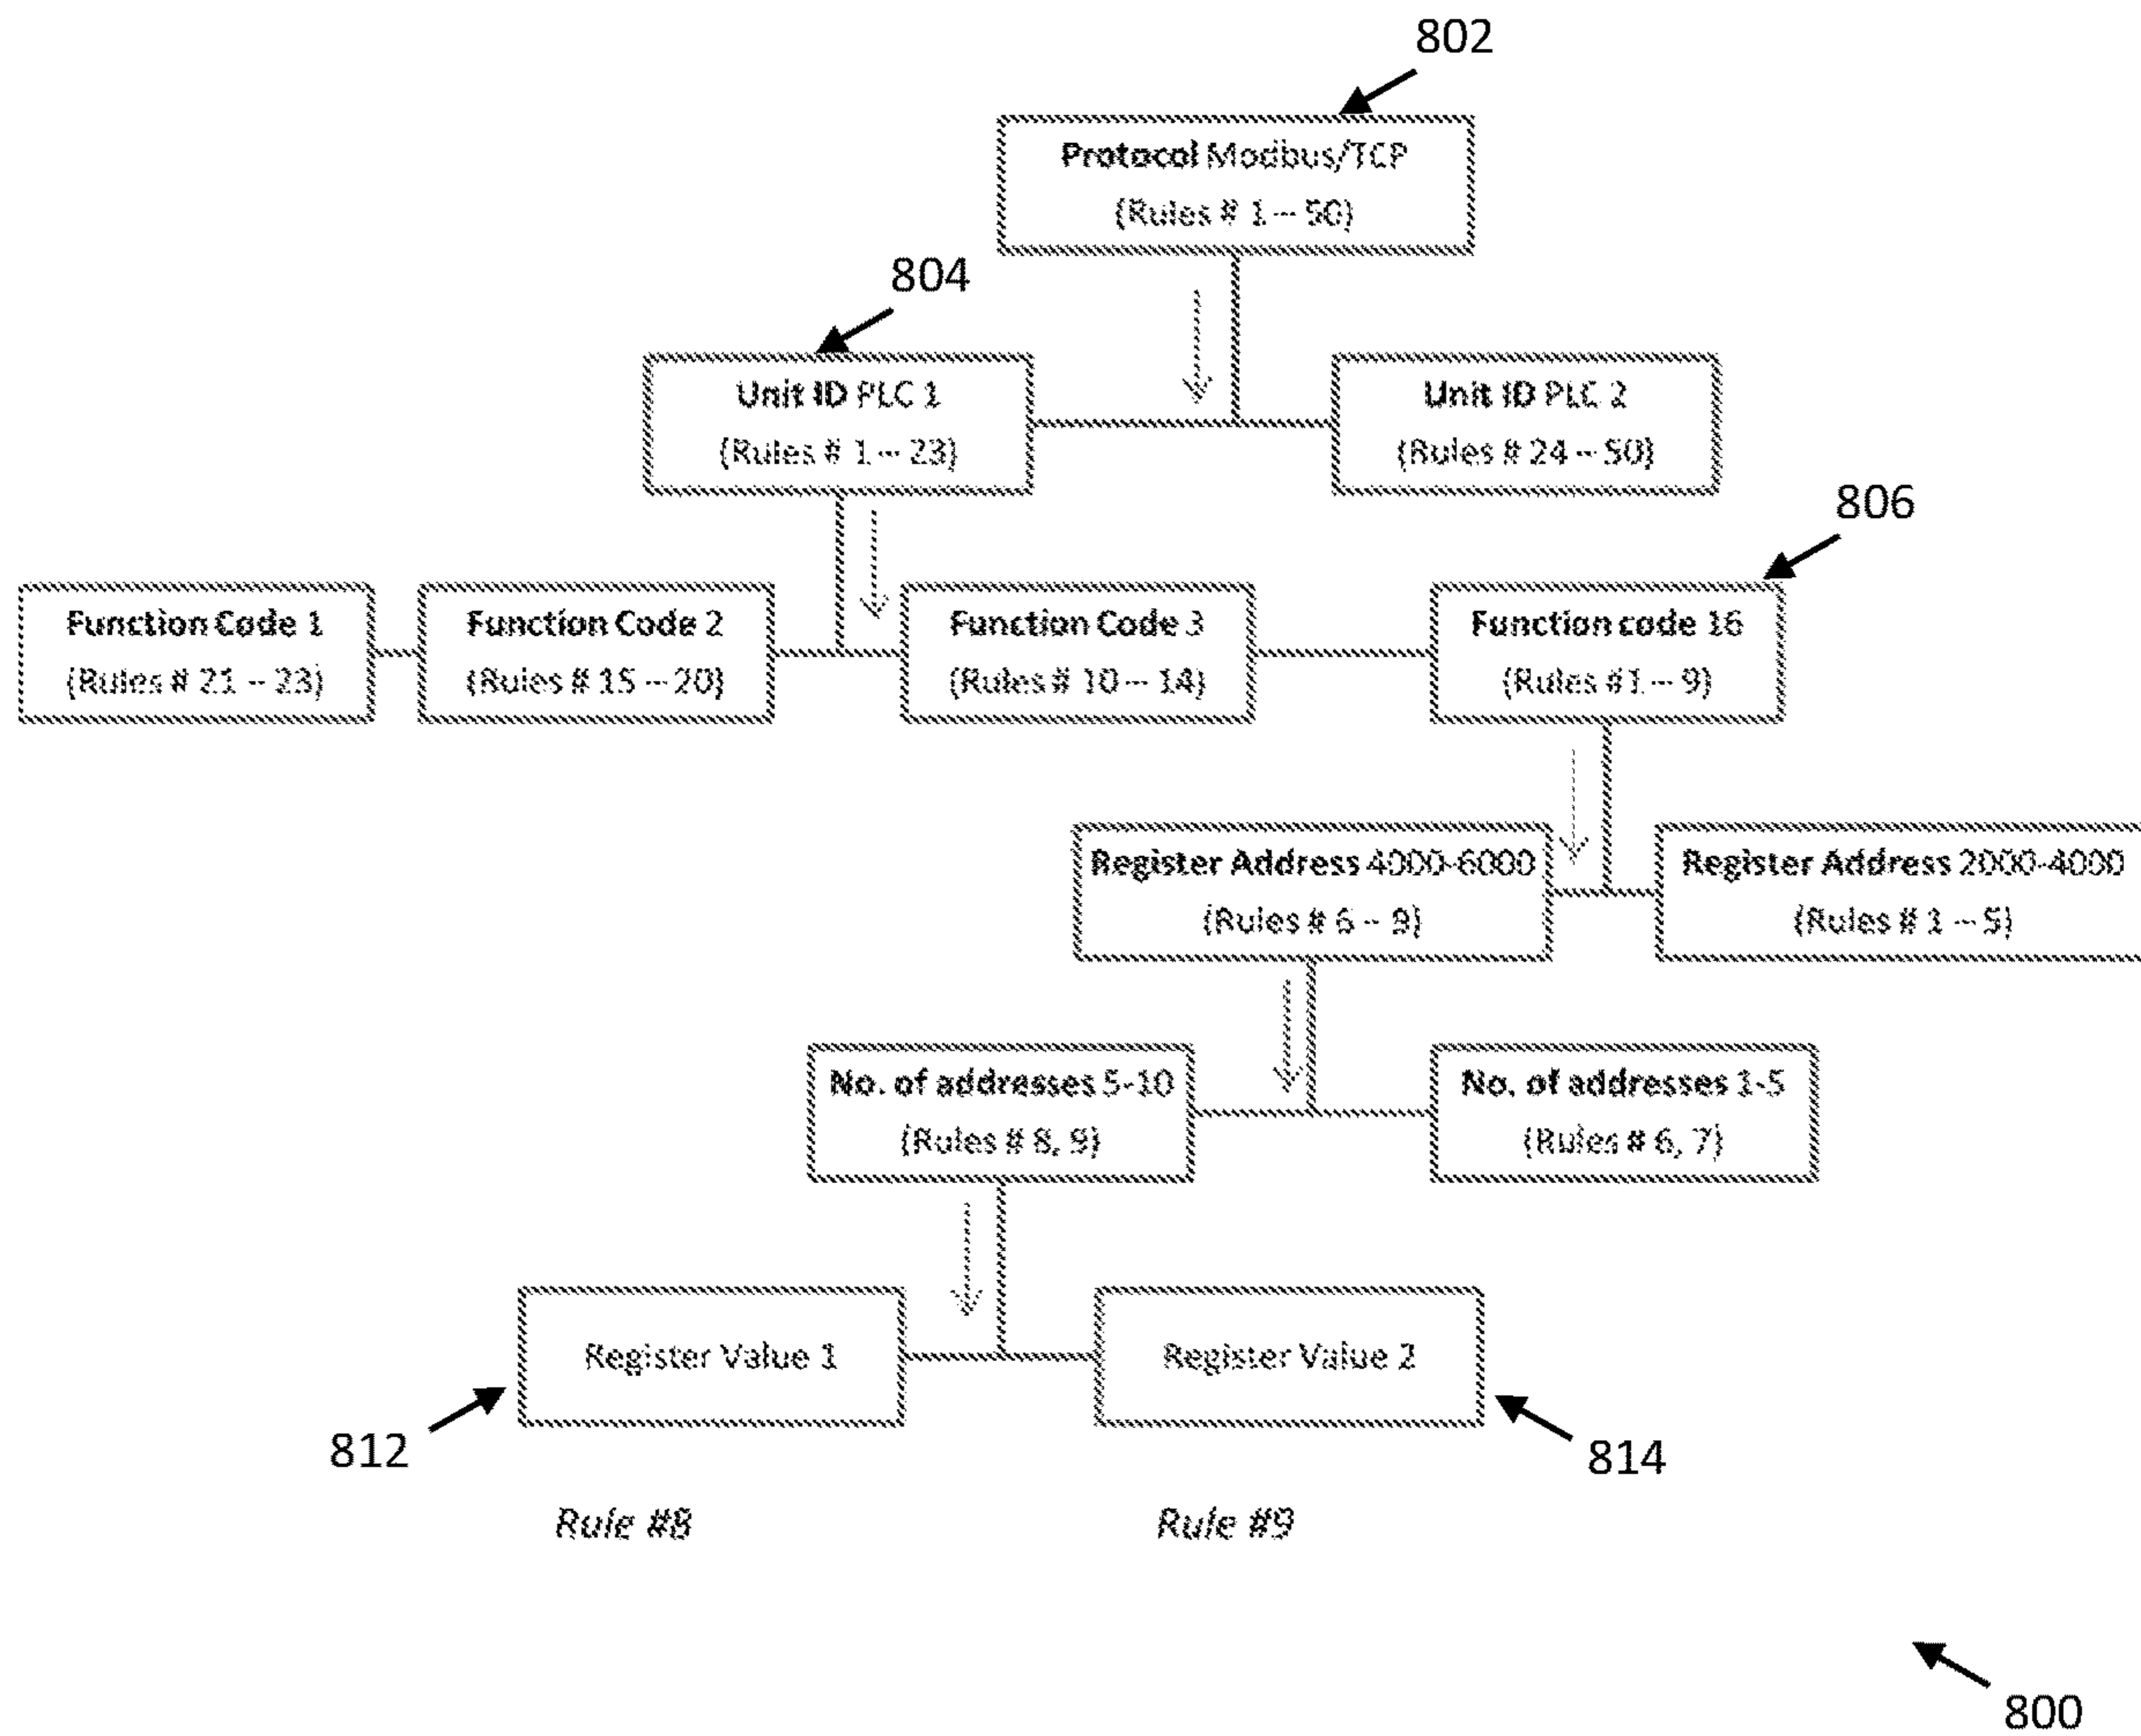 802
Protocol Modbus/TCP
(Rules # 1 -- 50)
804
Unit ID PLC 1
(Rules # 1 -- 23)
Unit ID PLC 2
(Rules # 24 -- 50)
806
Function Code 1
(Rules # 21 -- 23)
Function Code 2
(Rules # 15 -- 20)
Function Code 3
(Rules # 10 -- 14)
Function code 16
(Rules #1 -- 9)
Register Address 4000-6000
(Rules # 6 -- 9)
Register Address 2000-4000
(Rules # 1 -- 5)
No. of addresses 5-10
(Rules # 8, 9)
No. of addresses 1-5
(Rules # 6, 7)
Register Value 1
Register Value 2
812
814
Rule #8
Rule #9
800